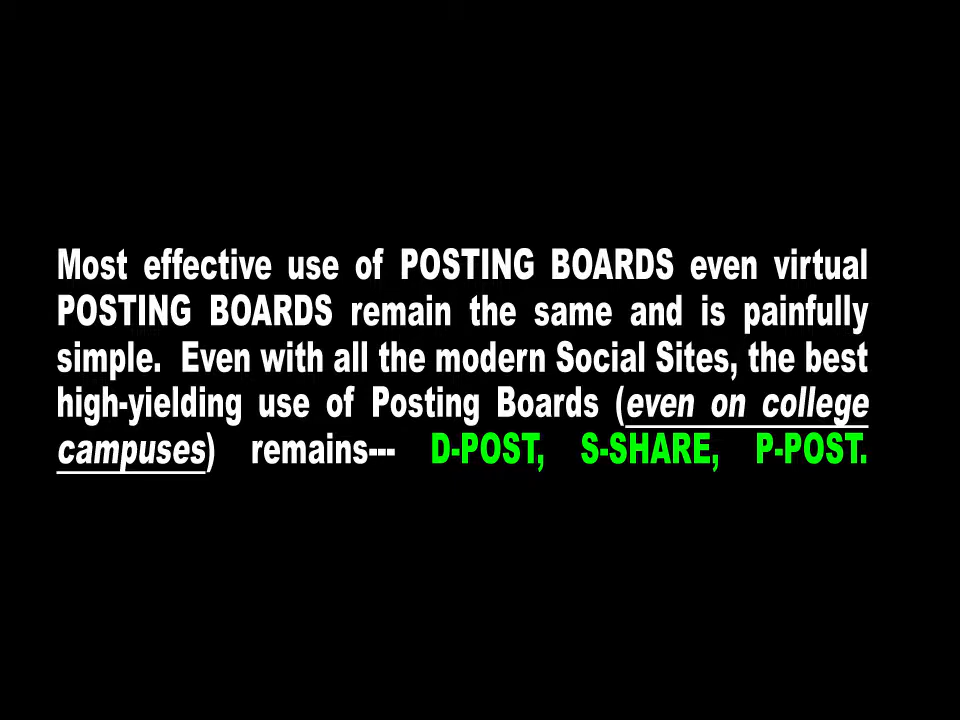 Most effective use of POSTING BOARDS even virtual
POSTING BOARDS remain the same and is painfully
simple. Even with all the modern Social Sites, the best
high-yielding use of Posting Boards (even on college
campuses) remains--- D-POST, S-SHARE, P-POST.